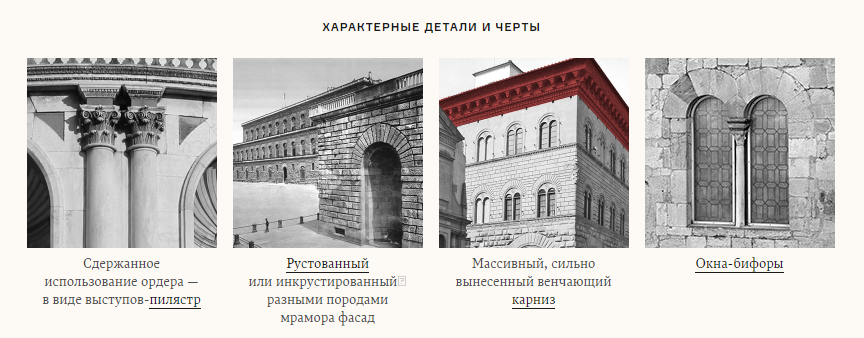 ХАРАКТЕРНЫЕ ДЕТАЛИ И ЧЕРТЫ
Сдержанное
использование ордера —
в виде выступов-пилястр
Рустованный
или инкрустированный
разными породами
мрамора фасад
Массивный, сильно
вынесенный венчающий
карниз
Окна-бифоры